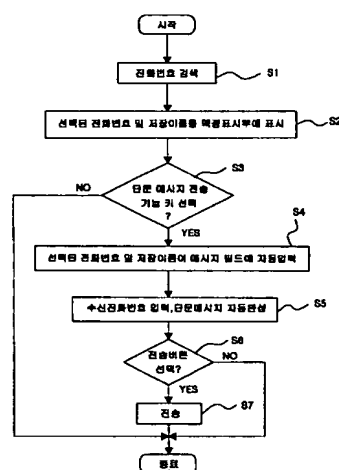 시작
전화번호 검색
S1
선택된 전화번호 및 저장이름을 액정표시부에 표시
S2
S3
NO
단문 메시지 전송
기능 키 선택
?
YES
S4
선택된 전화번호 및 저장이름이 메시지 필드에 자동입력
수신전화번호 입력,단문메시지 자동완성
S5
S6
전송버튼
선택?
NO
YES
전송
S7
종료